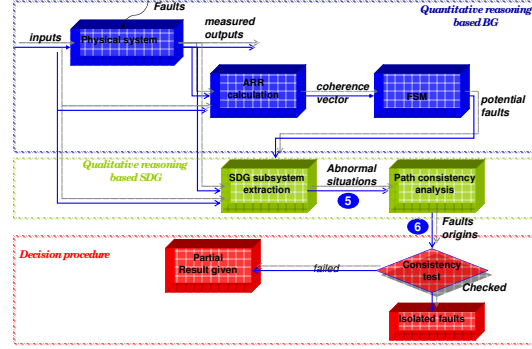 Faults
Quantitative reasoning
based BG
inputs
Physical system
measured
outputs
ARR
calculation
coherence
vector
FSM
potential
faults
Qualitative reasoning
based SDG
SDG subsystem
extraction
Abnormal
situations
5
Path consistency
analysis
6
Faults
origins
Decision procedure
Partial
Result given
failed
Consistency
test
Checked
Isolated faults